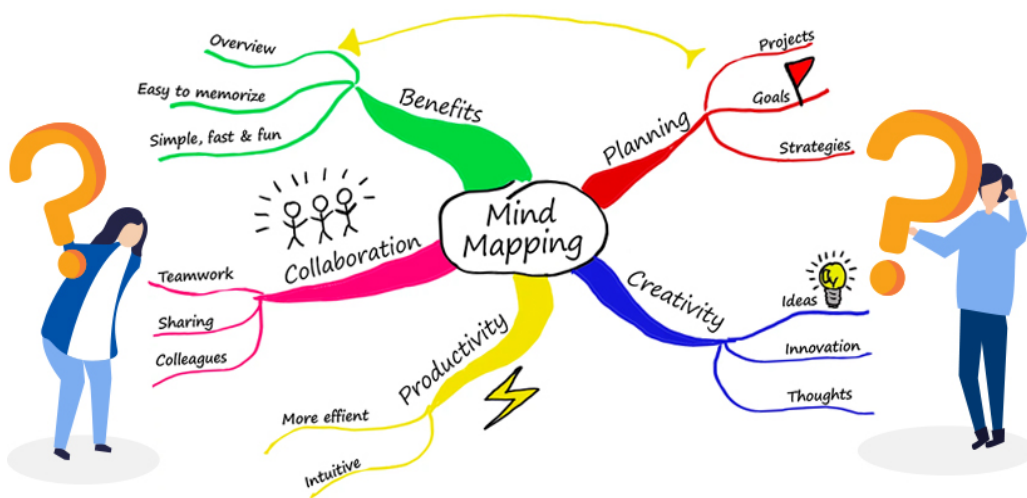 Mind
Mapping
Benefits
Overview
Easy to memorize
Simple, fast & fun
Planning
Projects
Goals
Strategies
Collaboration
Teamwork
Sharing
Colleagues
Creativity
Ideas
Innovation
Thoughts
Productivity
More effient
Intuitive